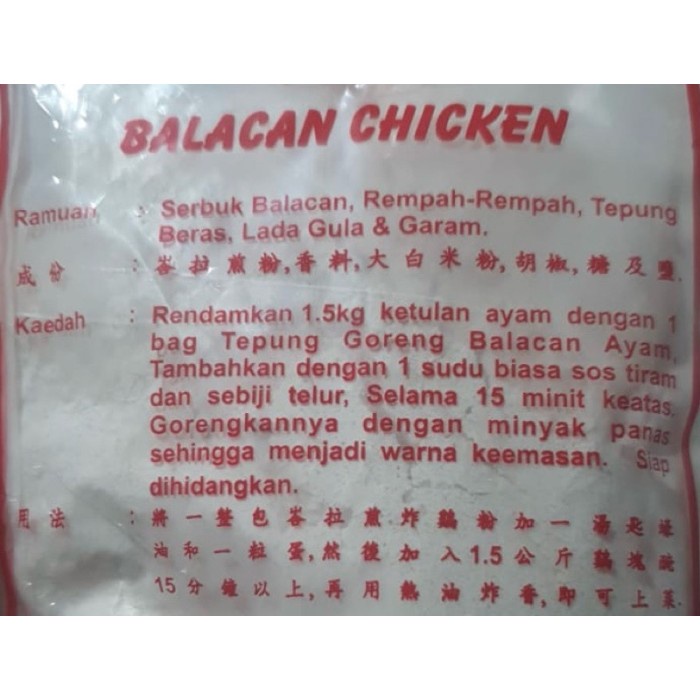 BALACAN CHICKEN
Ramuan : Serbuk Balacan, Rempah-Rempah, Tepung
Beras, Lada Gula & Garam.
成份 : 峇拉煎粉,香料,大白米粉,胡椒,糖及鹽.
Kaedah : Rendamkan 1.5kg ketulan ayam dengan 1
bag Tepung Goreng Balacan Ayam,
Tambahkan dengan 1 sudu biasa sos tiram
dan sebiji telur, Selama 15 minit keatas.
Gorengkannya dengan minyak panas
sehingga menjadi warna keemasan. Siap
dihidangkan.
用法 : 將一整包峇拉煎炸鷄粉加一湯匙蠔
油和一粒蛋,然後加入1.5公斤鷄塊醃
15分鐘以上,再用熱油炸香,即可上菜.